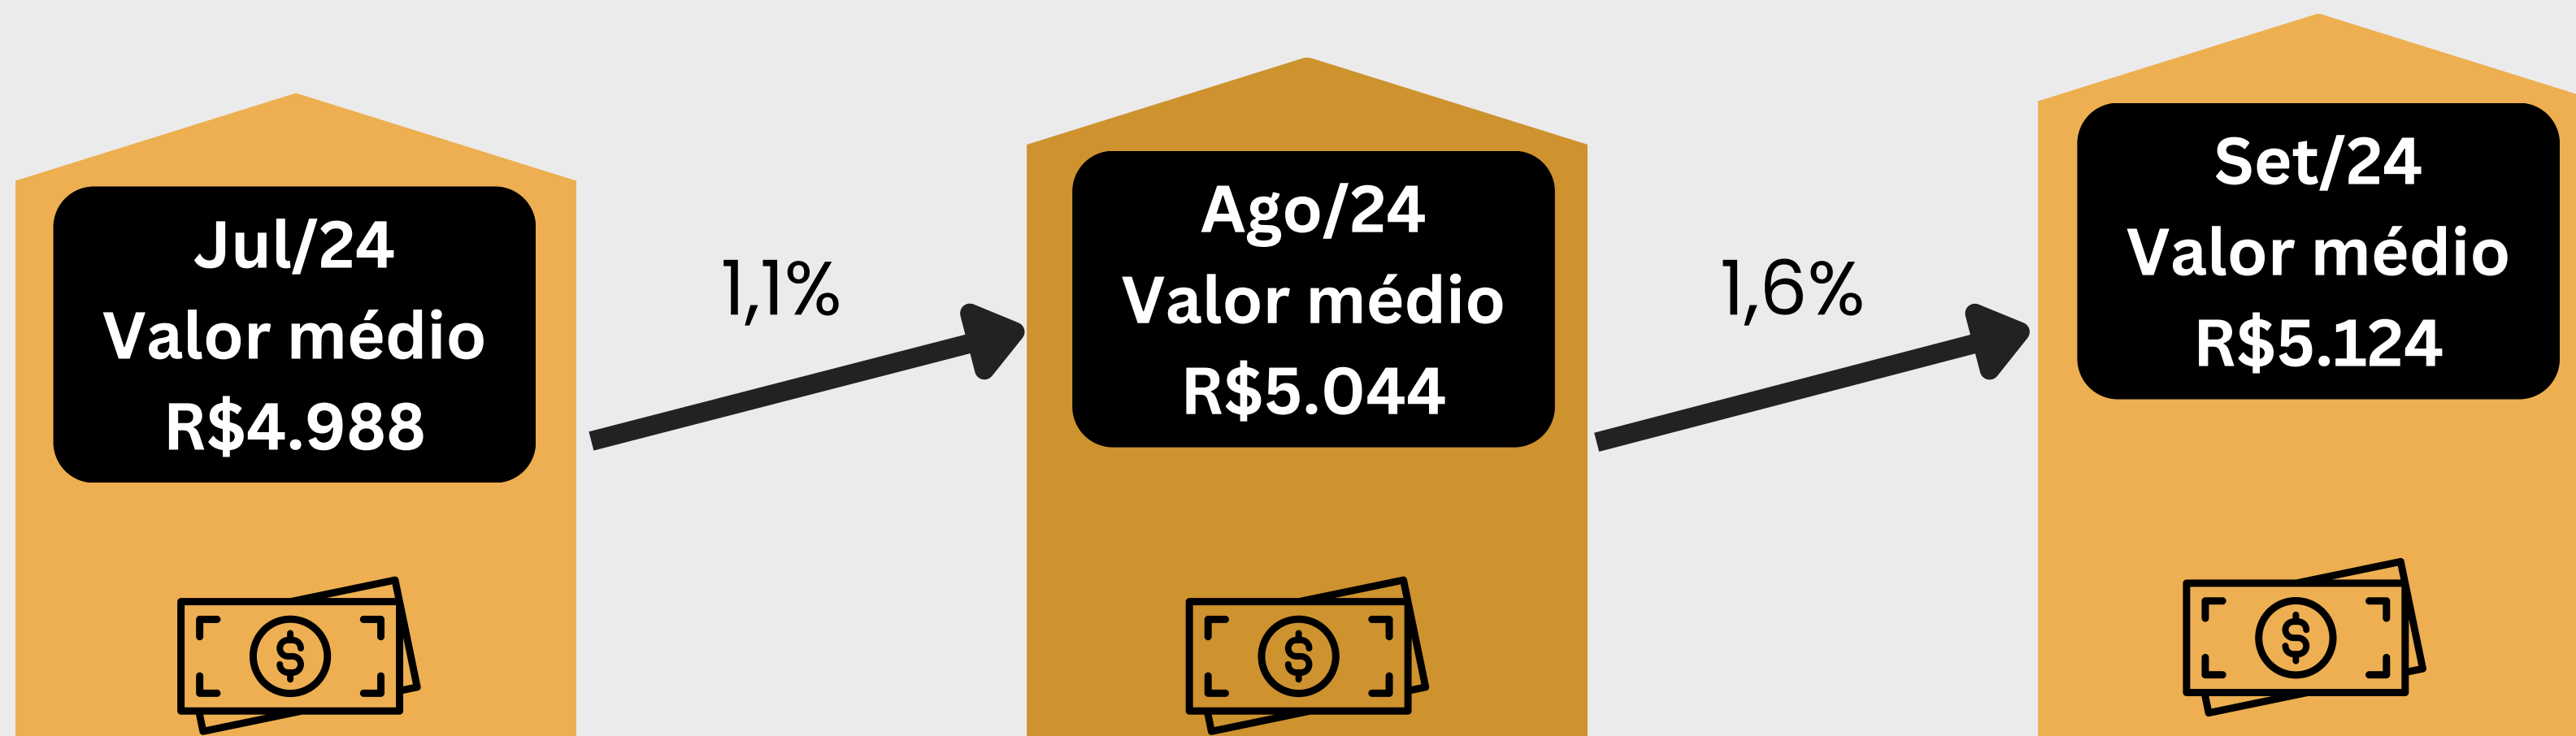 Jul/24
Valor médio
R$4.988
1,1%
Ago/24
Valor médio
R$5.044
1,6%
Set/24
Valor médio
R$5.124
$
$
$